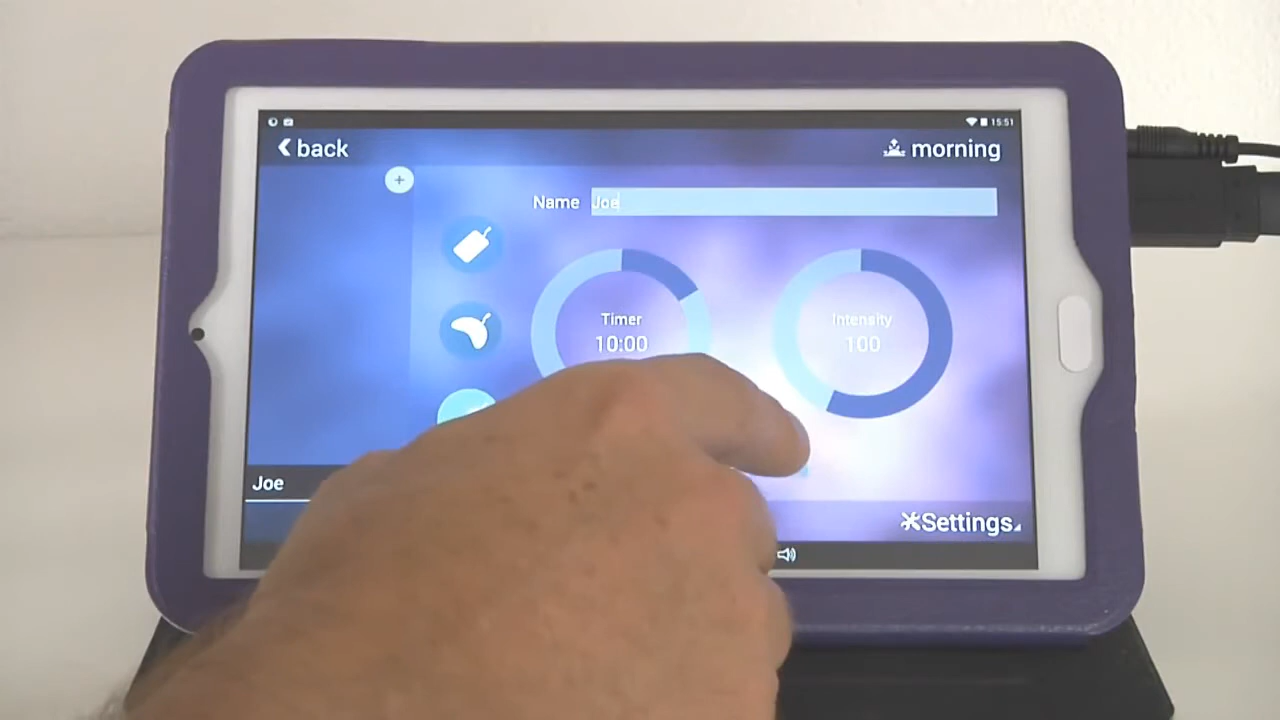 15:51
back
morning
Name Joe
Timer
10:00
Intensity
100
Joe
Settings